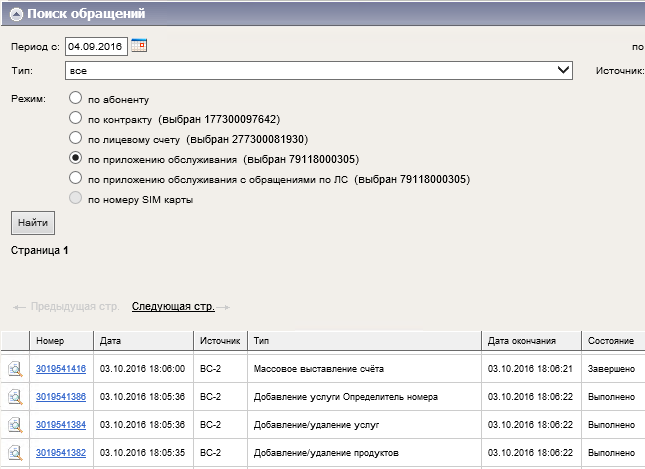 Поиск обращений
Период с: 04.09.2016 по
Тип: все Источник:
Режим: по абоненту
по контракту (выбран 177300097642)
по лицевому счету (выбран 277300081930)
по приложению обслуживания (выбран 79118000305)
по приложению обслуживания с обращениями по ЛС (выбран 79118000305)
по номеру SIM карты
Найти
Страница 1
Предыдущая стр. Следующая стр.
Номер Дата Источник Тип Дата окончания Состояние
3019541416 03.10.2016 18:06:00 ВС-2 Массовое выставление счёта 03.10.2016 18:06:21 Завершено
3019541386 03.10.2016 18:05:36 ВС-2 Добавление услуги Определитель номера 03.10.2016 18:06:22 Выполнено
3019541384 03.10.2016 18:05:36 ВС-2 Добавление/удаление услуг 03.10.2016 18:06:22 Выполнено
3019541382 03.10.2016 18:05:35 ВС-2 Добавление/удаление продуктов 03.10.2016 18:06:22 Выполнено